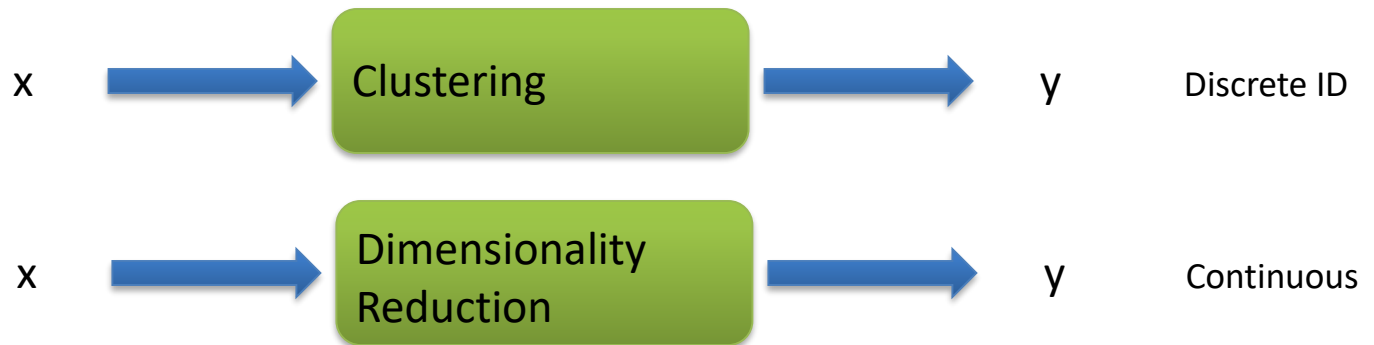 x Clustering y Discrete ID
x Dimensionality Reduction y Continuous